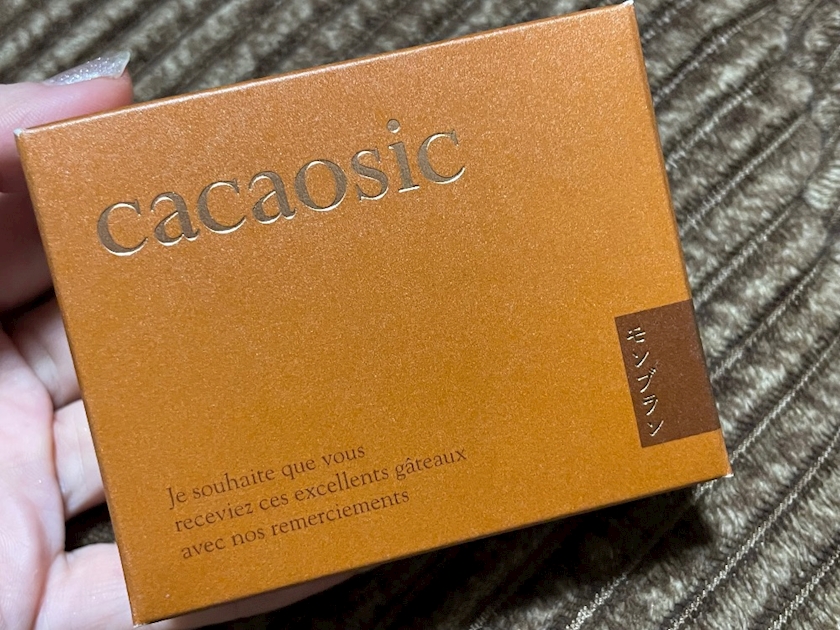 cacaosic
モンブラン
Je souhaite que vous
receviez ces excellents gâteaux
avec nos remerciements